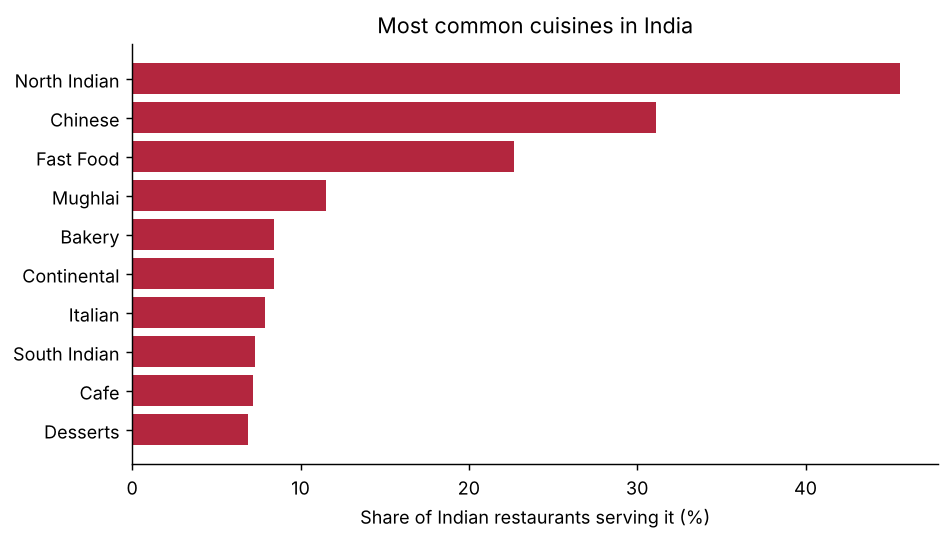 Most common cuisines in India
North Indian
Chinese
Fast Food
Mughlai
Bakery
Continental
Italian
South Indian
Cafe
Desserts
0 10 20 30 40
Share of Indian restaurants serving it (%)